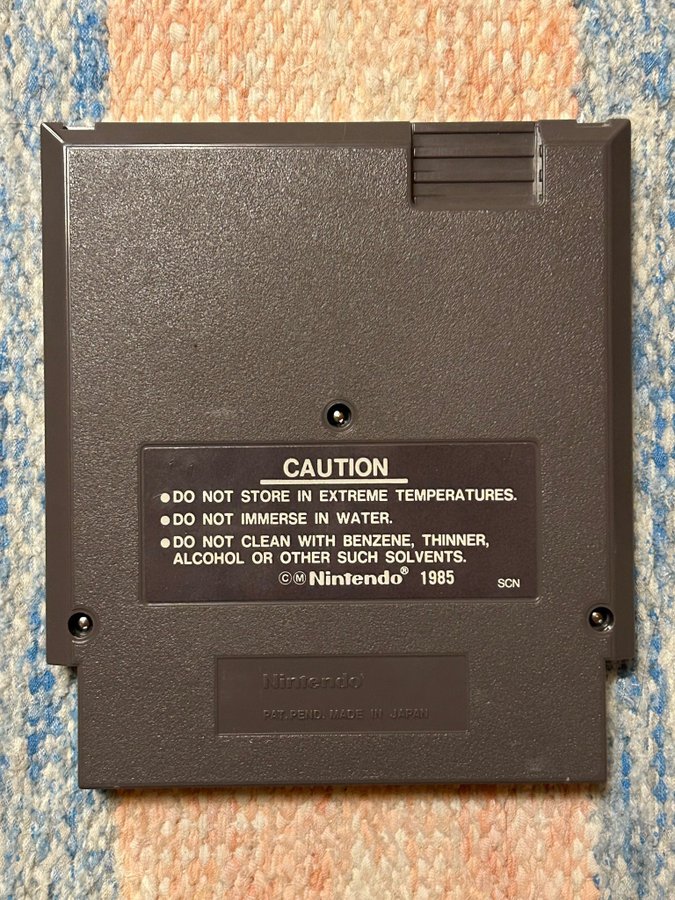 CAUTION
● DO NOT STORE IN EXTREME TEMPERATURES.
● DO NOT IMMERSE IN WATER.
● DO NOT CLEAN WITH BENZENE, THINNER,
ALCOHOL OR OTHER SUCH SOLVENTS.
ⒸⓂ Nintendo® 1985 SCN
Nintendo
PAT. PEND. MADE IN JAPAN